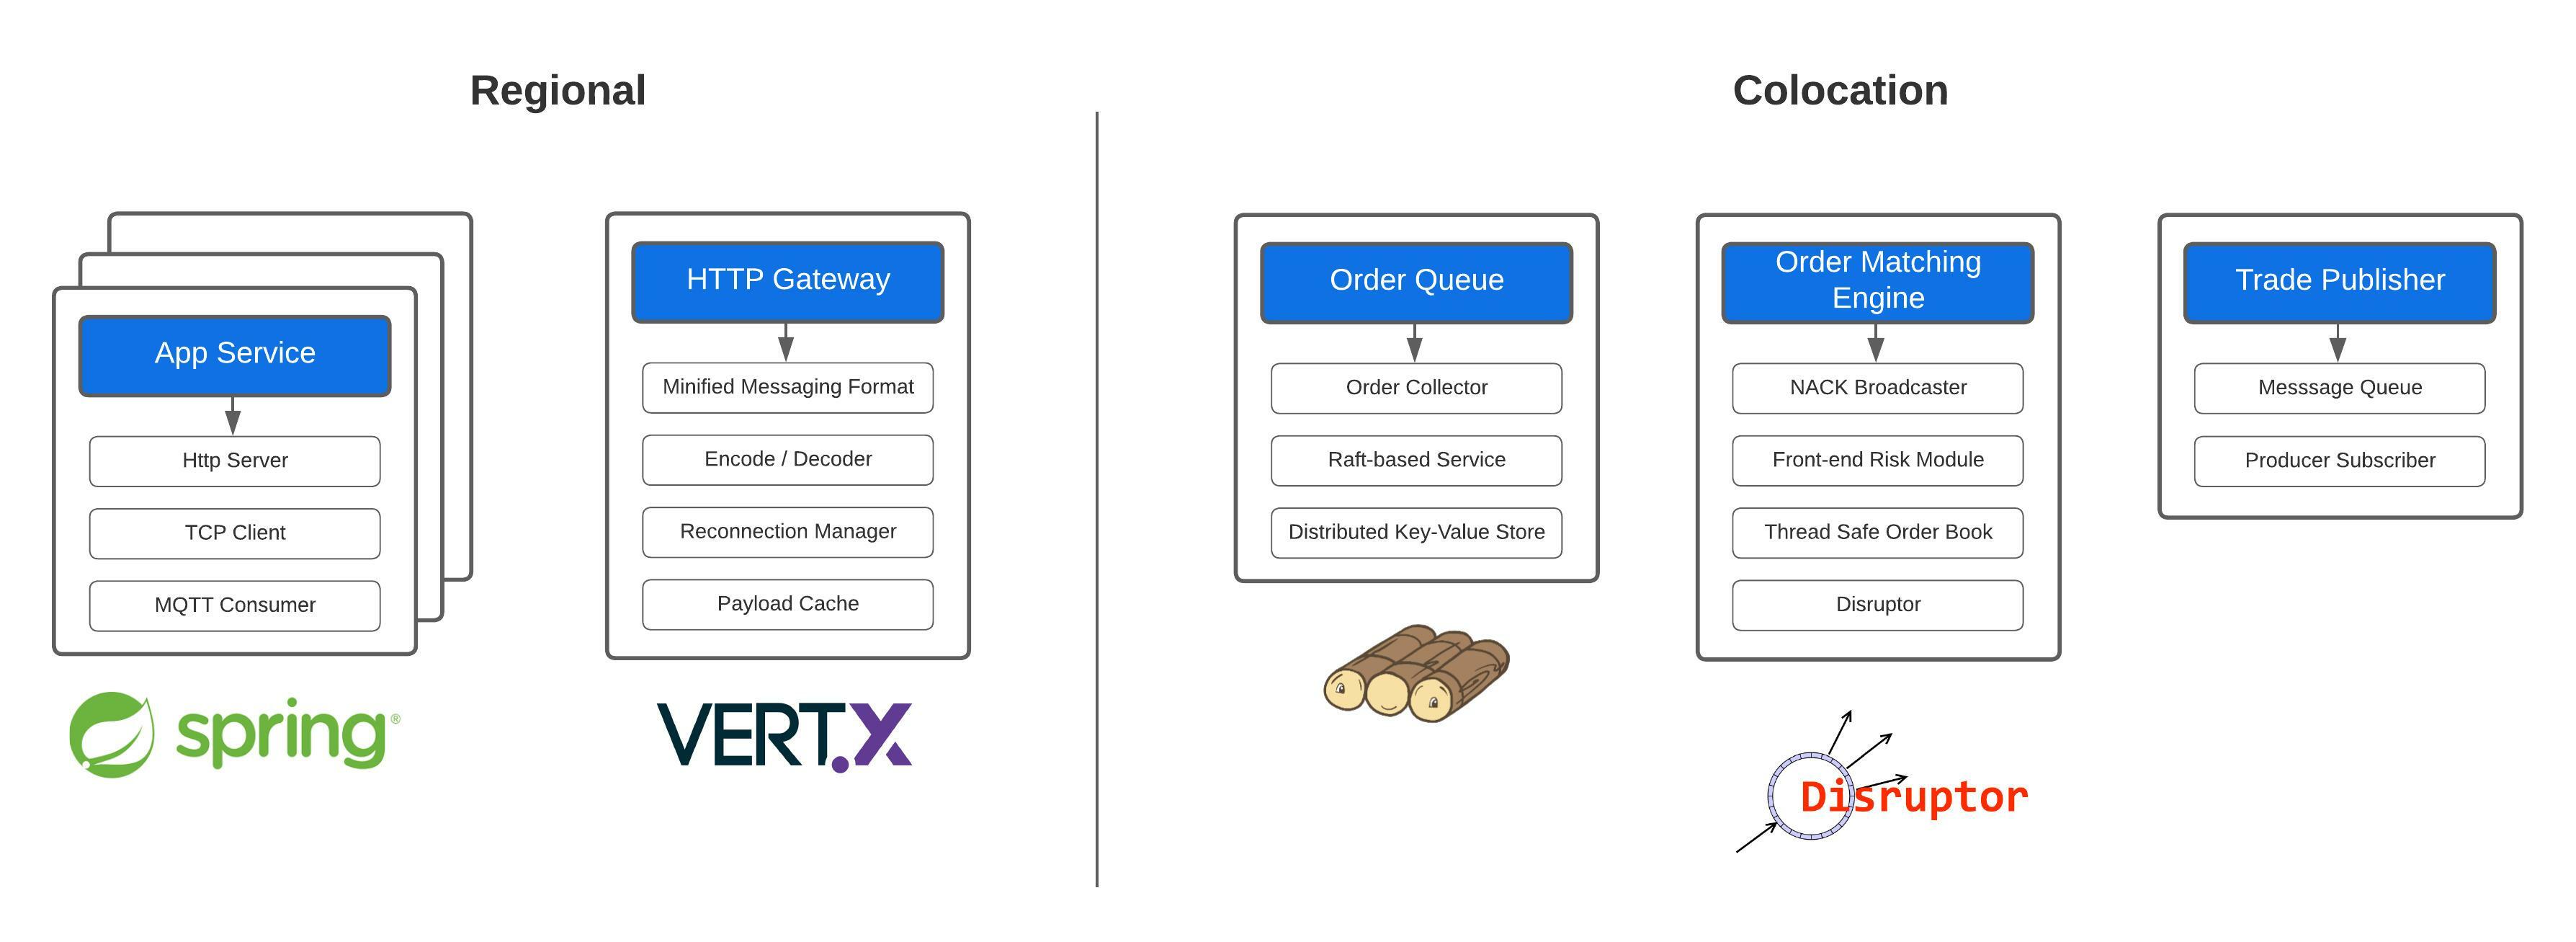 Regional
Colocation
App Service
Http Server
TCP Client
MQTT Consumer
spring®
HTTP Gateway
Minified Messaging Format
Encode / Decoder
Reconnection Manager
Payload Cache
VERT.X
Order Queue
Order Collector
Raft-based Service
Distributed Key-Value Store
Order Matching
Engine
NACK Broadcaster
Front-end Risk Module
Thread Safe Order Book
Disruptor
Disruptor
Trade Publisher
Messsage Queue
Producer Subscriber